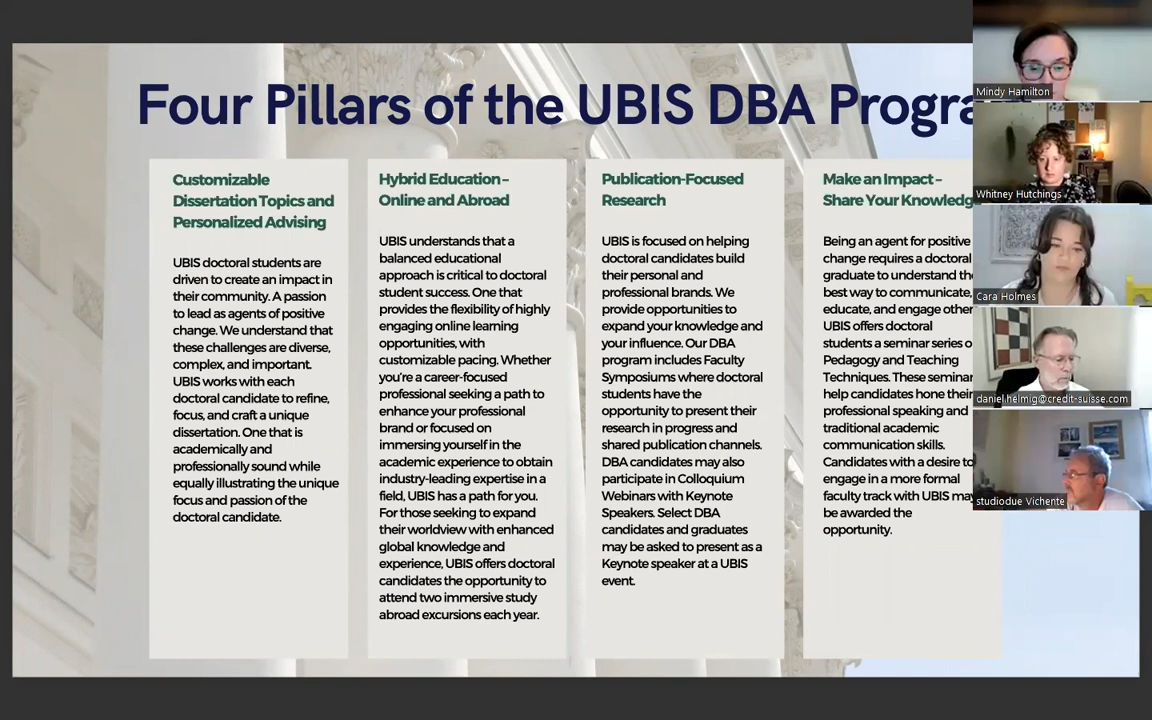 Four Pillars of the UBIS DBA Progra
Customizable
Dissertation Topics and
Personalized Advising
UBIS doctoral students are
driven to create an impact in
their community. A passion
to lead as agents of positive
change. We understand that
these challenges are diverse,
complex, and important.
UBIS works with each
doctoral candidate to refine,
focus, and craft a unique
dissertation. One that is
academically and
professionally sound while
equally illustrating the unique
focus and passion of the
doctoral candidate.
Hybrid Education –
Online and Abroad
UBIS understands that a
balanced educational
approach is critical to doctoral
student success. One that
provides the flexibility of highly
engaging online learning
opportunities, with
customizable pacing. Whether
you're a career-focused
professional seeking a path to
enhance your professional
brand or focused on
immersing yourself in the
academic experience to obtain
industry-leading expertise in a
field, UBIS has a path for you.
For those seeking to expand
their worldview with enhanced
global knowledge and
experience, UBIS offers doctoral
candidates the opportunity to
attend two immersive study
abroad excursions each year.
Publication-Focused
Research
UBIS is focused on helping
doctoral candidates build
their personal and
professional brands. We
provide opportunities to
expand your knowledge and
your influence. Our DBA
program includes Faculty
Symposiums where doctoral
students have the
opportunity to present their
research in progress and
shared publication channels.
DBA candidates may also
participate in Colloquium
Webinars with Keynote
Speakers. Select DBA
candidates and graduates
may be asked to present as a
Keynote speaker at a UBIS
event.
Make an Impact –
Share Your Knowledg
Being an agent for positive
change requires a doctoral
graduate to understand the
best way to communicate,
educate, and engage other
UBIS offers doctoral
students a seminar series o
Pedagogy and Teaching
Techniques. These seminar
help candidates hone their
professional speaking and
traditional academic
communication skills.
Candidates with a desire to
engage in a more formal
faculty track with UBIS may
be awarded the
opportunity.
Mindy Hamilton
Whitney Hutchings
Cara Holmes
daniel.helmig@credit-suisse.com
studiodue Vichente